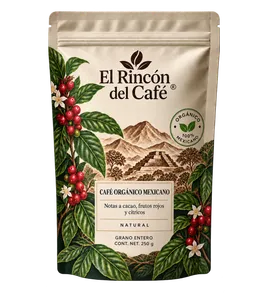 El Rincón
del Café®
ORGÁNICO
100%
MEXICANO
CAFÉ ORGÁNICO MEXICANO
Notas a cacao, frutos rojos
y cítricos
NATURAL
GRANO ENTERO
CONT. NET. 250 g